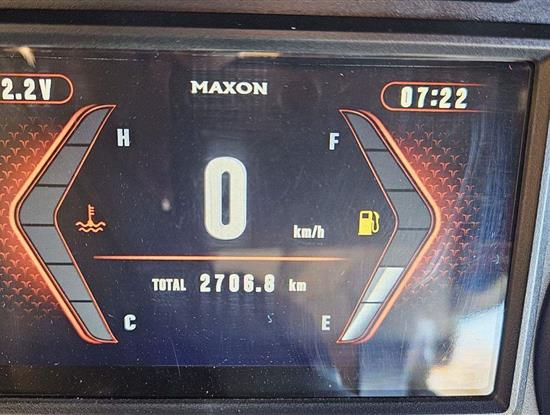 2.2V
MAXON
07:22
H
F
0
km/h
TOTAL 2706.8 km
C
E